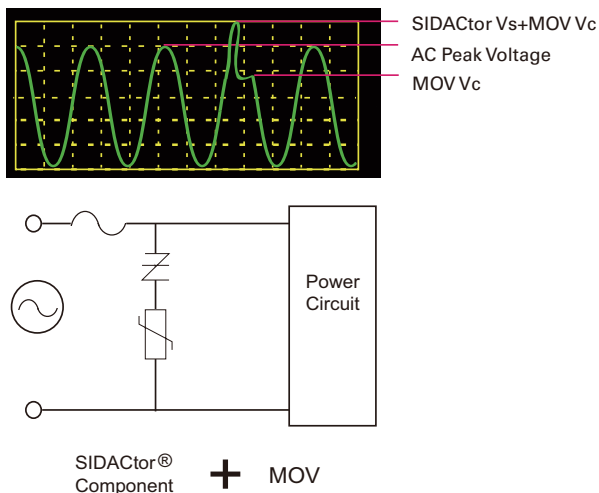 SIDACtor Vs+MOV Vc
AC Peak Voltage
MOV Vc
Power
Circuit
SIDACtor®
Component
+
MOV